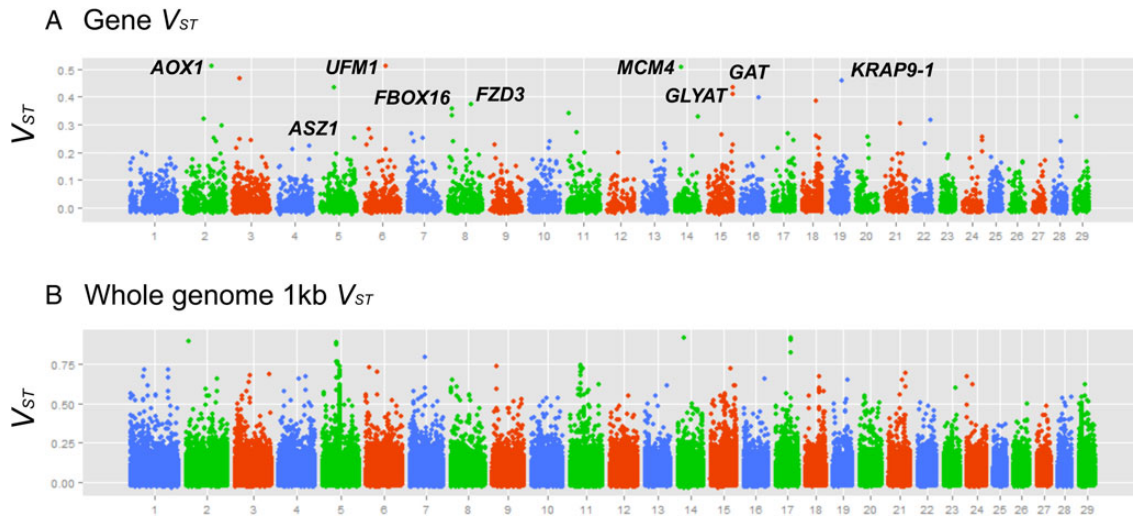 A Gene VST
VST
0.5
0.4
0.3
0.2
0.1
0.0
AOX1
UFM1
MCM4
GAT
KRAP9-1
FBOX16
FZD3
GLYAT
ASZ1
1 2 3 4 5 6 7 8 9 10 11 12 13 14 15 16 17 18 19 20 21 22 23 24 25 26 27 28 29
B Whole genome 1kb VST
VST
0.75
0.50
0.25
0.00
1 2 3 4 5 6 7 8 9 10 11 12 13 14 15 16 17 18 19 20 21 22 23 24 25 26 27 28 29